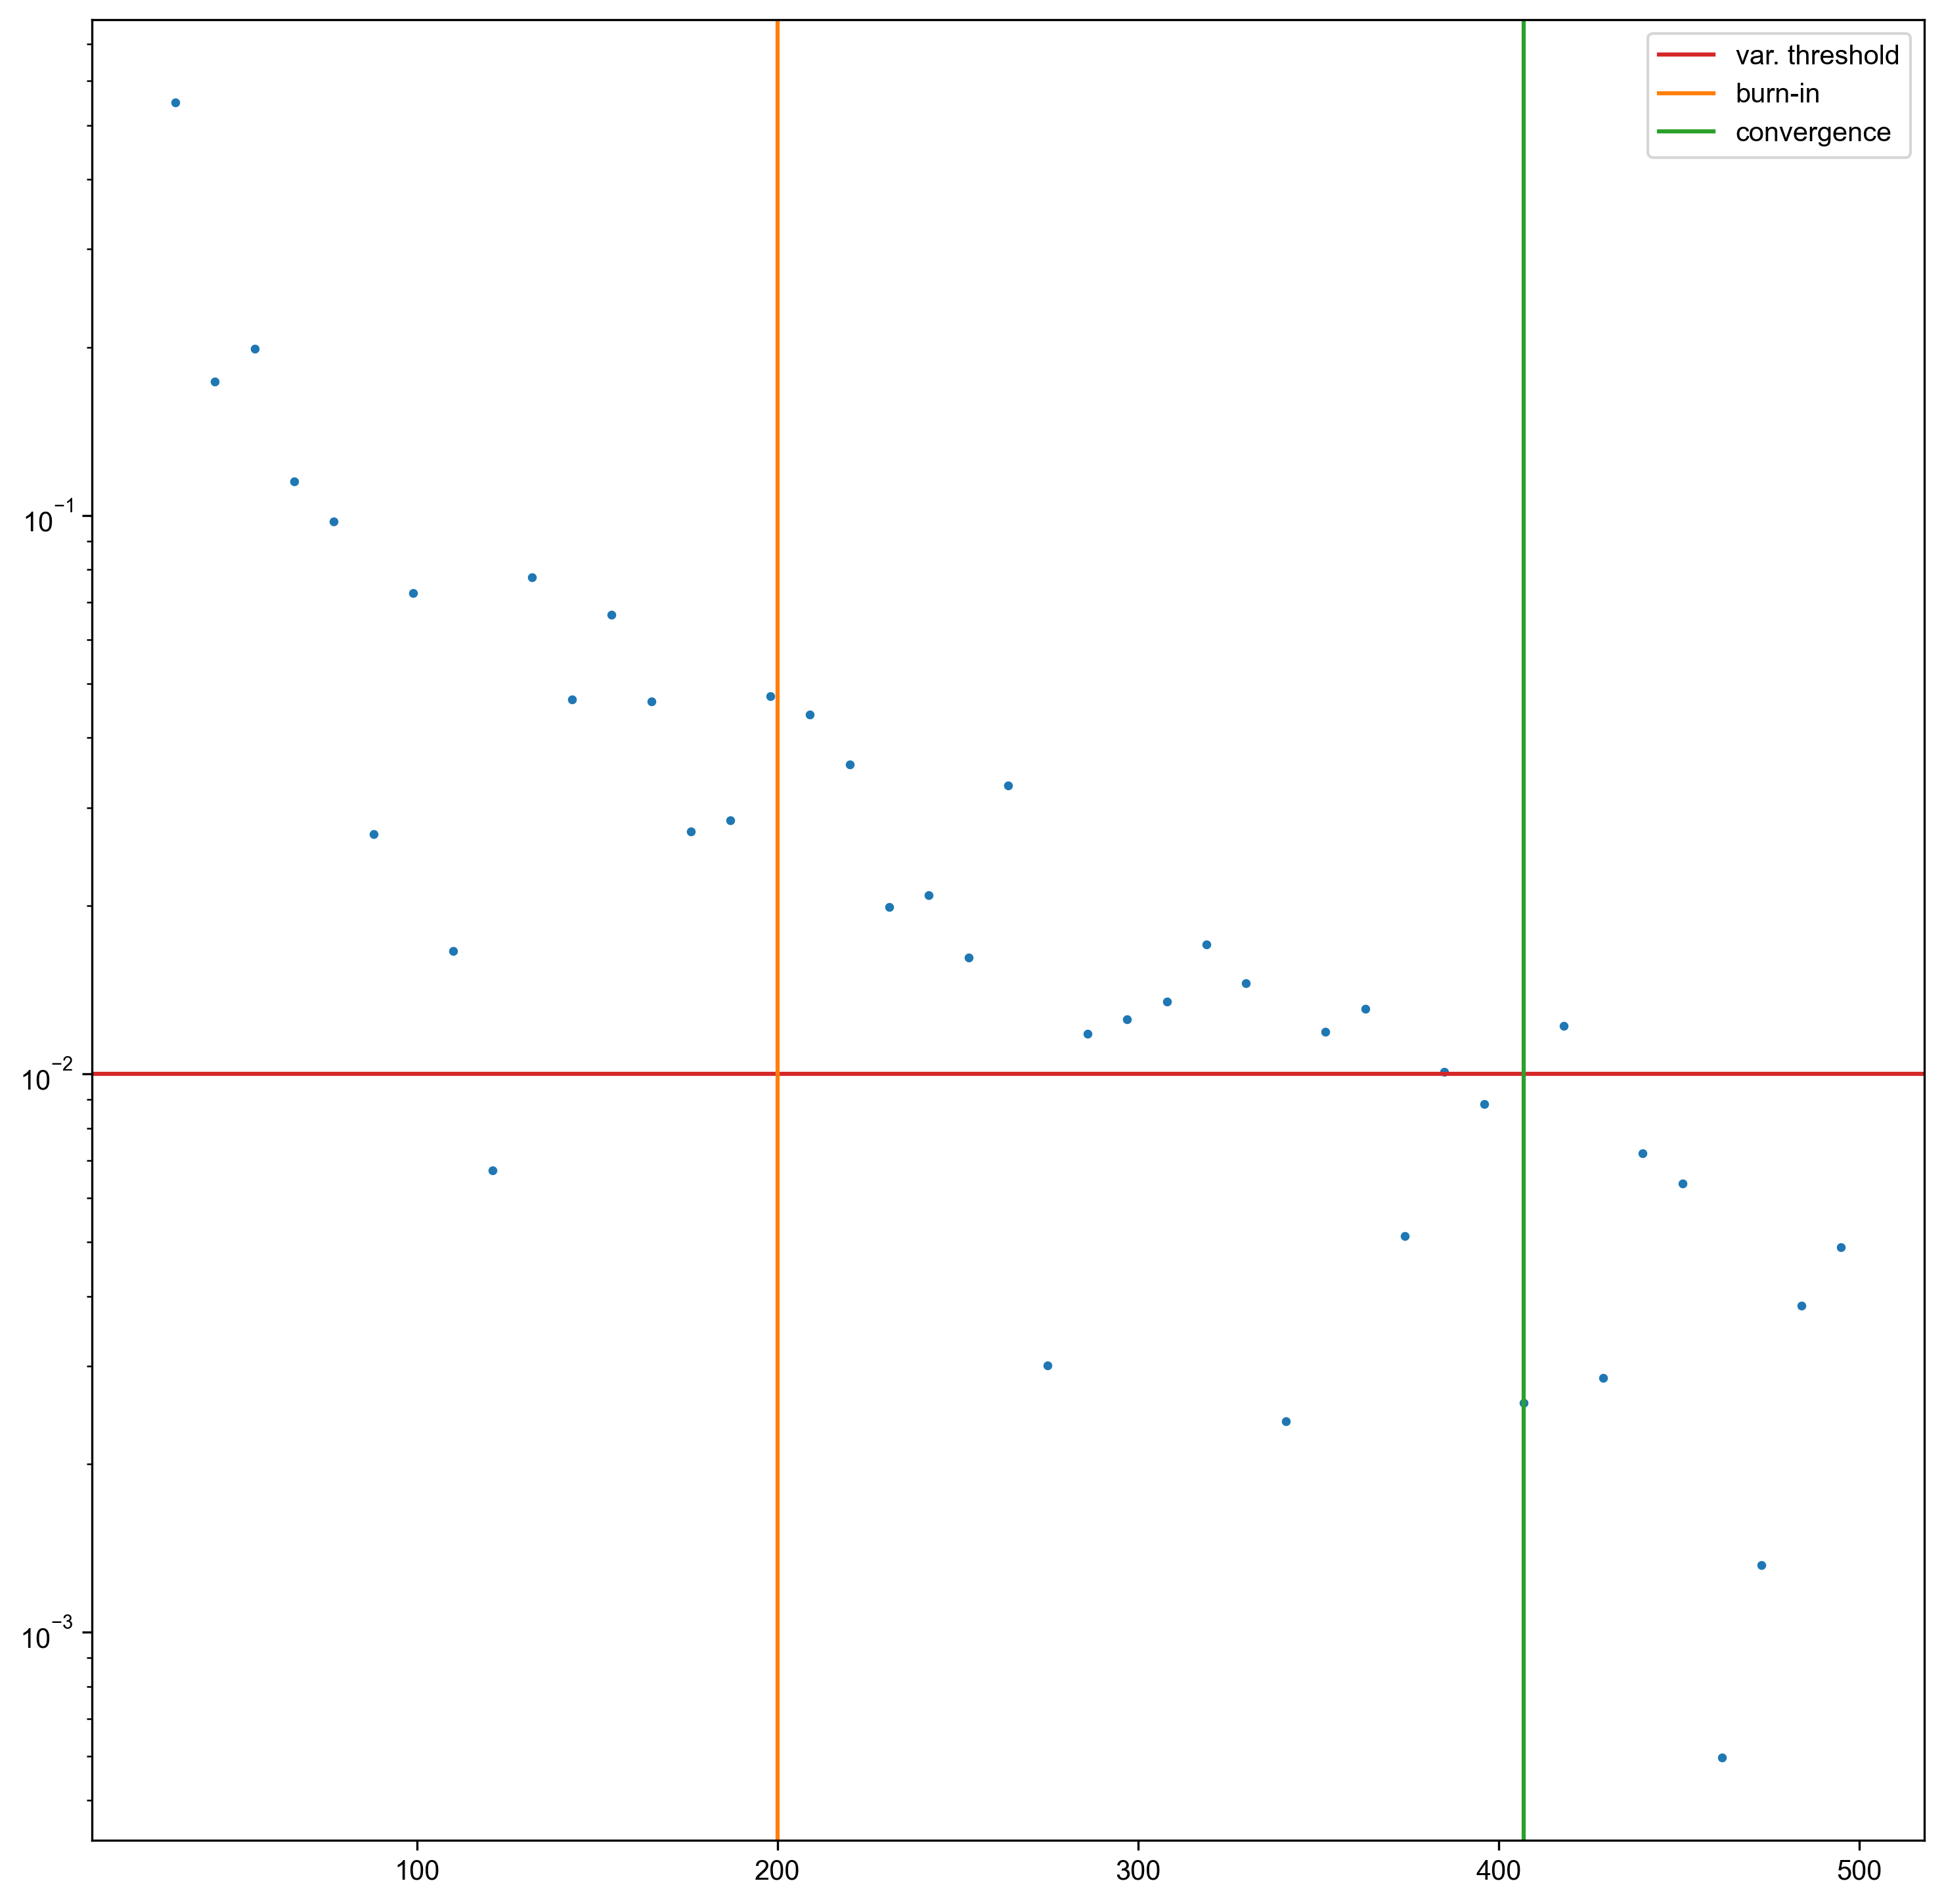 var. threshold
burn-in
convergence
10⁻¹
10⁻²
10⁻³
100 200 300 400 500